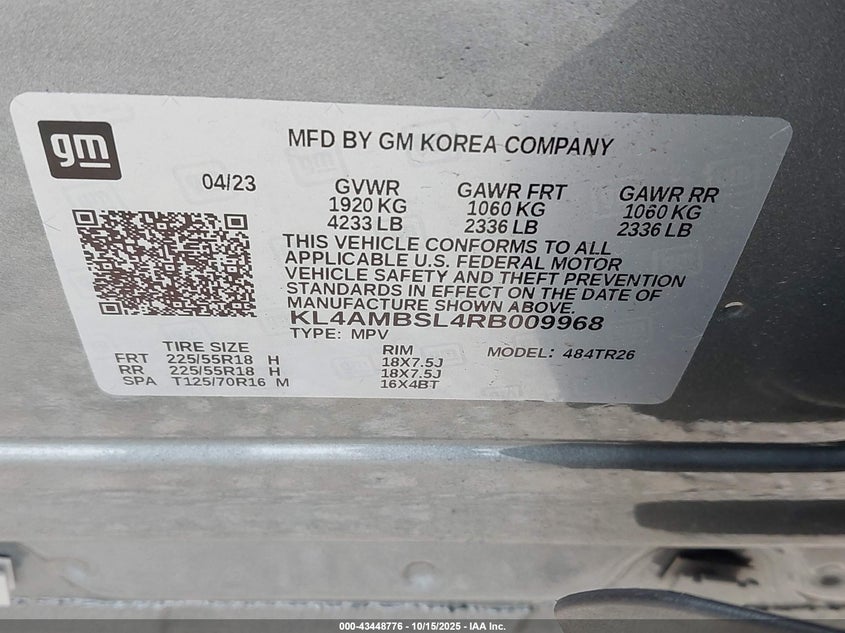 gm
MFD BY GM KOREA COMPANY
04/23
GVWR
1920 KG
4233 LB
GAWR FRT
1060 KG
2336 LB
GAWR RR
1060 KG
2336 LB
THIS VEHICLE CONFORMS TO ALL
APPLICABLE U.S. FEDERAL MOTOR
VEHICLE SAFETY AND THEFT PREVENTION
STANDARDS IN EFFECT ON THE DATE OF
MANUFACTURE SHOWN ABOVE.
KL4AMBSL4RB009968
TYPE: MPV
TIRE SIZE
FRT 225/55R18 H
RR 225/55R18 H
SPA T125/70R16 M
RIM
18X7.5J
18X7.5J
16X4BT
MODEL: 484TR26
000-43448776 - 10/15/2025 - IAA Inc.